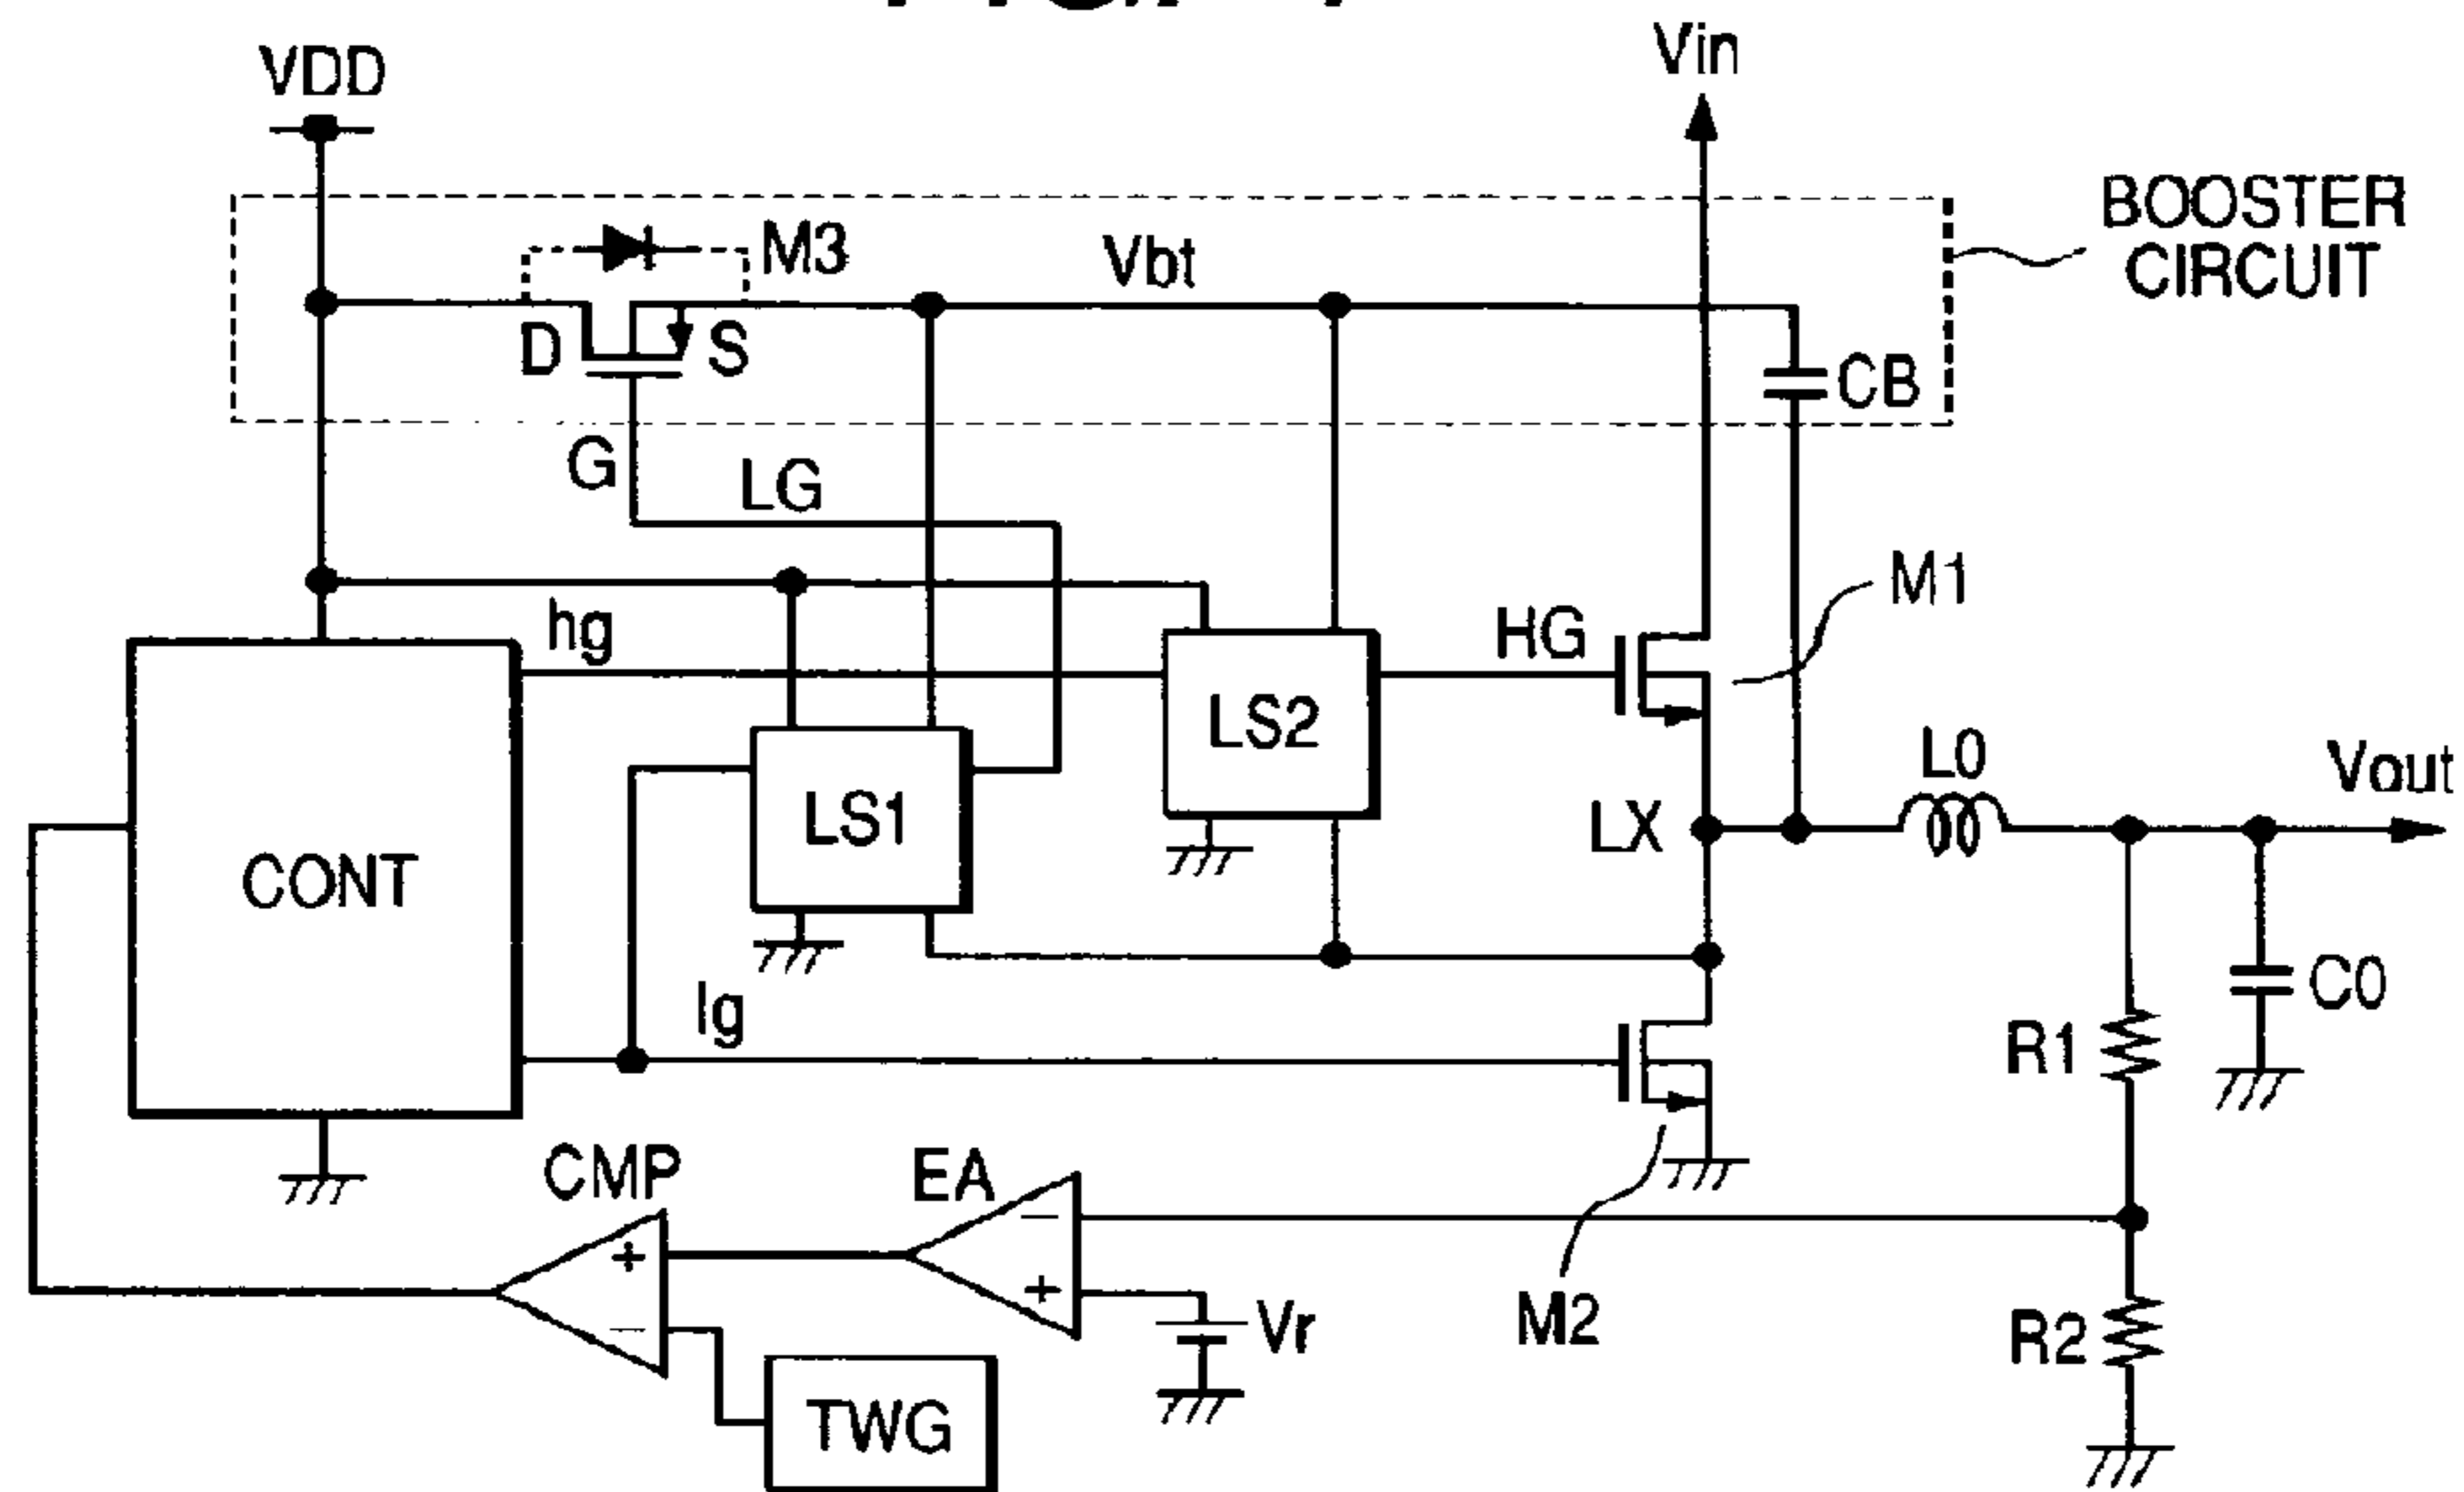 VDD
Vin
BOOSTER
CIRCUIT
M3
Vbt
D
S
CB
G
LG
M1
hg
HG
LS2
L0
Vout
LS1
LX
CONT
C0
lg
R1
CMP
EA
−
+
+
−
Vr
M2
R2
TWG